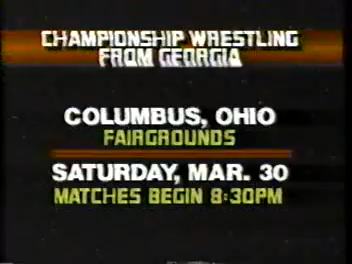 CHAMPIONSHIP WRESTLING
FROM GEORGIA
COLUMBUS, OHIO
FAIRGROUNDS
SATURDAY, MAR. 30
MATCHES BEGIN 8:30PM